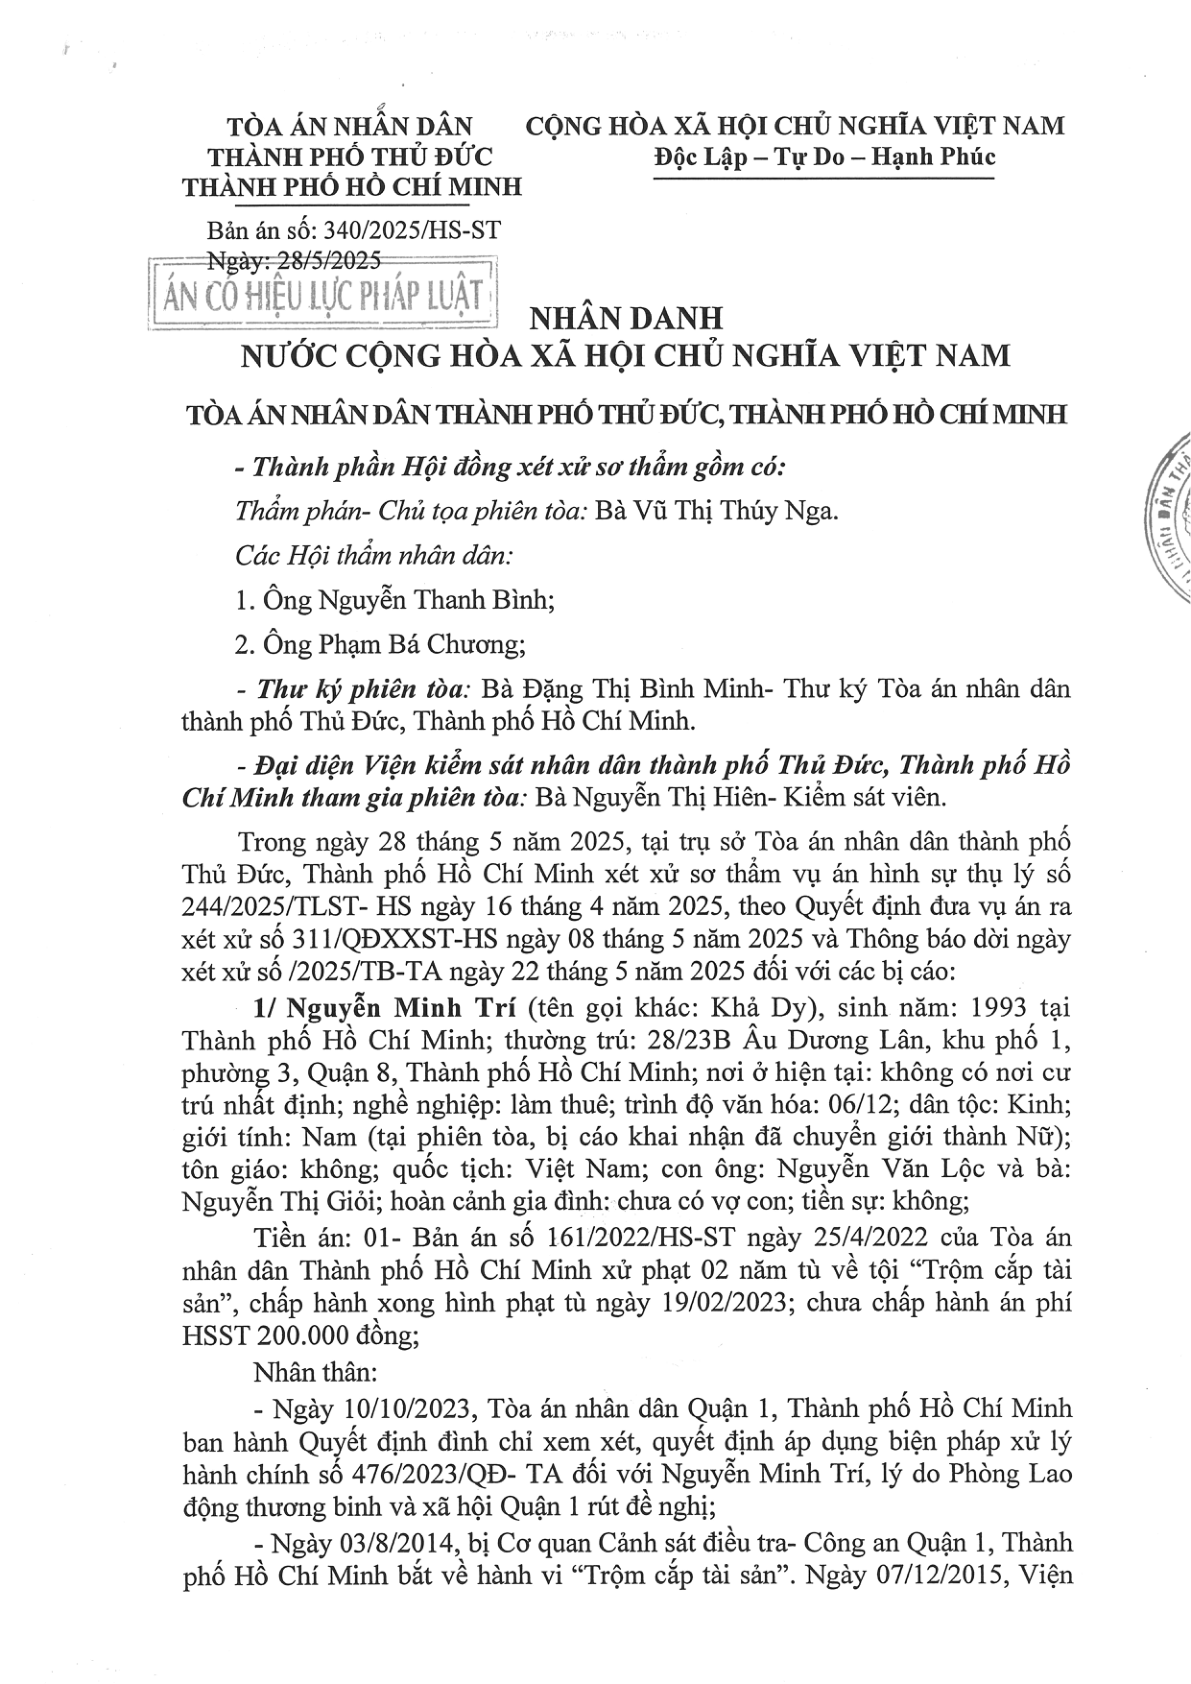 TÒA ÁN NHẤN DÂN
THÀNH PHỐ THỦ ĐỨC
THÀNH PHỐ HỒ CHÍ MINH
CỘNG HÒA XÃ HỘI CHỦ NGHĨA VIỆT NAM
Độc Lập – Tự Do – Hạnh Phúc
Bản án số: 340/2025/HS-ST
Ngày: 28/5/2025
ÁN CÓ HIỆU LỰC PHÁP LUẬT
NHÂN DANH
NƯỚC CỘNG HÒA XÃ HỘI CHỦ NGHĨA VIỆT NAM
TÒA ÁN NHÂN DÂN THÀNH PHỐ THỦ ĐỨC, THÀNH PHỐ HỒ CHÍ MINH
- Thành phần Hội đồng xét xử sơ thẩm gồm có:
Thẩm phán- Chủ tọa phiên tòa: Bà Vũ Thị Thúy Nga.
Các Hội thẩm nhân dân:
1. Ông Nguyễn Thanh Bình;
2. Ông Phạm Bá Chương;
- Thư ký phiên tòa: Bà Đặng Thị Bình Minh- Thư ký Tòa án nhân dân
thành phố Thủ Đức, Thành phố Hồ Chí Minh.
- Đại diện Viện kiểm sát nhân dân thành phố Thủ Đức, Thành phố Hồ
Chí Minh tham gia phiên tòa: Bà Nguyễn Thị Hiên- Kiểm sát viên.
Trong ngày 28 tháng 5 năm 2025, tại trụ sở Tòa án nhân dân thành phố
Thủ Đức, Thành phố Hồ Chí Minh xét xử sơ thẩm vụ án hình sự thụ lý số
244/2025/TLST- HS ngày 16 tháng 4 năm 2025, theo Quyết định đưa vụ án ra
xét xử số 311/QĐXXST-HS ngày 08 tháng 5 năm 2025 và Thông báo dời ngày
xét xử số /2025/TB-TA ngày 22 tháng 5 năm 2025 đối với các bị cáo:
1/ Nguyễn Minh Trí (tên gọi khác: Khả Dy), sinh năm: 1993 tại
Thành phố Hồ Chí Minh; thường trú: 28/23B Âu Dương Lân, khu phố 1,
phường 3, Quận 8, Thành phố Hồ Chí Minh; nơi ở hiện tại: không có nơi cư
trú nhất định; nghề nghiệp: làm thuê; trình độ văn hóa: 06/12; dân tộc: Kinh;
giới tính: Nam (tại phiên tòa, bị cáo khai nhận đã chuyển giới thành Nữ);
tôn giáo: không; quốc tịch: Việt Nam; con ông: Nguyễn Văn Lộc và bà:
Nguyễn Thị Giỏi; hoàn cảnh gia đình: chưa có vợ con; tiền sự: không;
Tiền án: 01- Bản án số 161/2022/HS-ST ngày 25/4/2022 của Tòa án
nhân dân Thành phố Hồ Chí Minh xử phạt 02 năm tù về tội “Trộm cắp tài
sản”, chấp hành xong hình phạt tù ngày 19/02/2023; chưa chấp hành án phí
HSST 200.000 đồng;
Nhân thân:
- Ngày 10/10/2023, Tòa án nhân dân Quận 1, Thành phố Hồ Chí Minh
ban hành Quyết định đình chỉ xem xét, quyết định áp dụng biện pháp xử lý
hành chính số 476/2023/QĐ- TA đối với Nguyễn Minh Trí, lý do Phòng Lao
động thương binh và xã hội Quận 1 rút đề nghị;
- Ngày 03/8/2014, bị Cơ quan Cảnh sát điều tra- Công an Quận 1, Thành
phố Hồ Chí Minh bắt về hành vi “Trộm cắp tài sản”. Ngày 07/12/2015, Viện